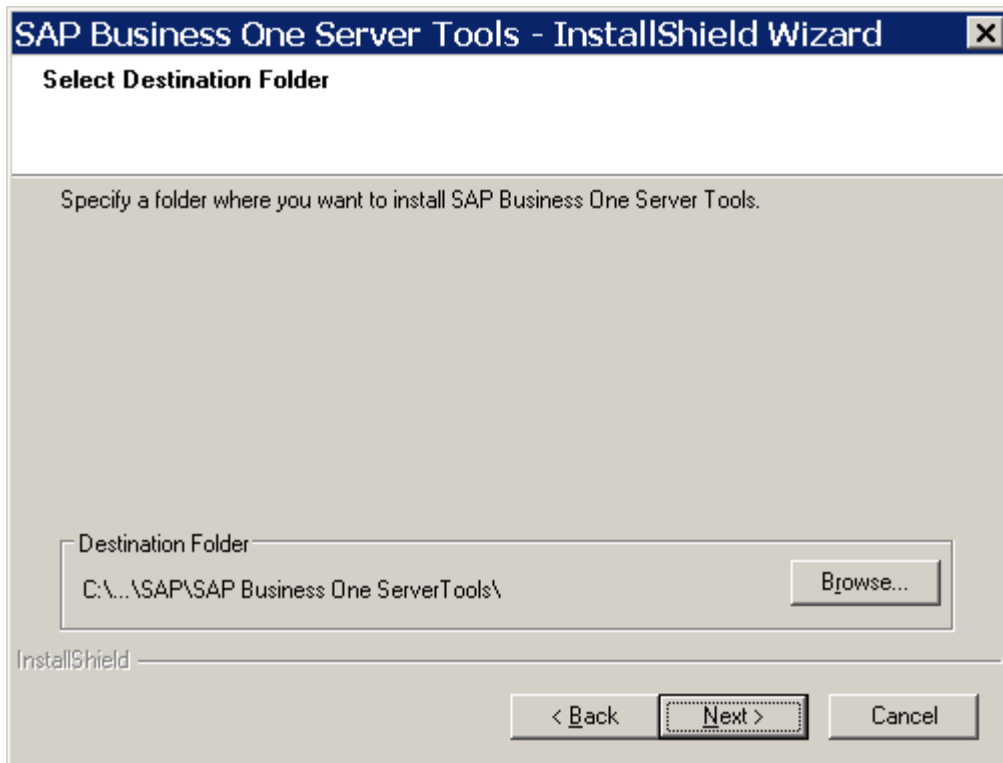 SAP Business One Server Tools - InstallShield Wizard
Select Destination Folder
Specify a folder where you want to install SAP Business One Server Tools.
Destination Folder
C:\...\SAP\SAP Business One ServerTools\
Browse...
InstallShield
< Back
Next >
Cancel